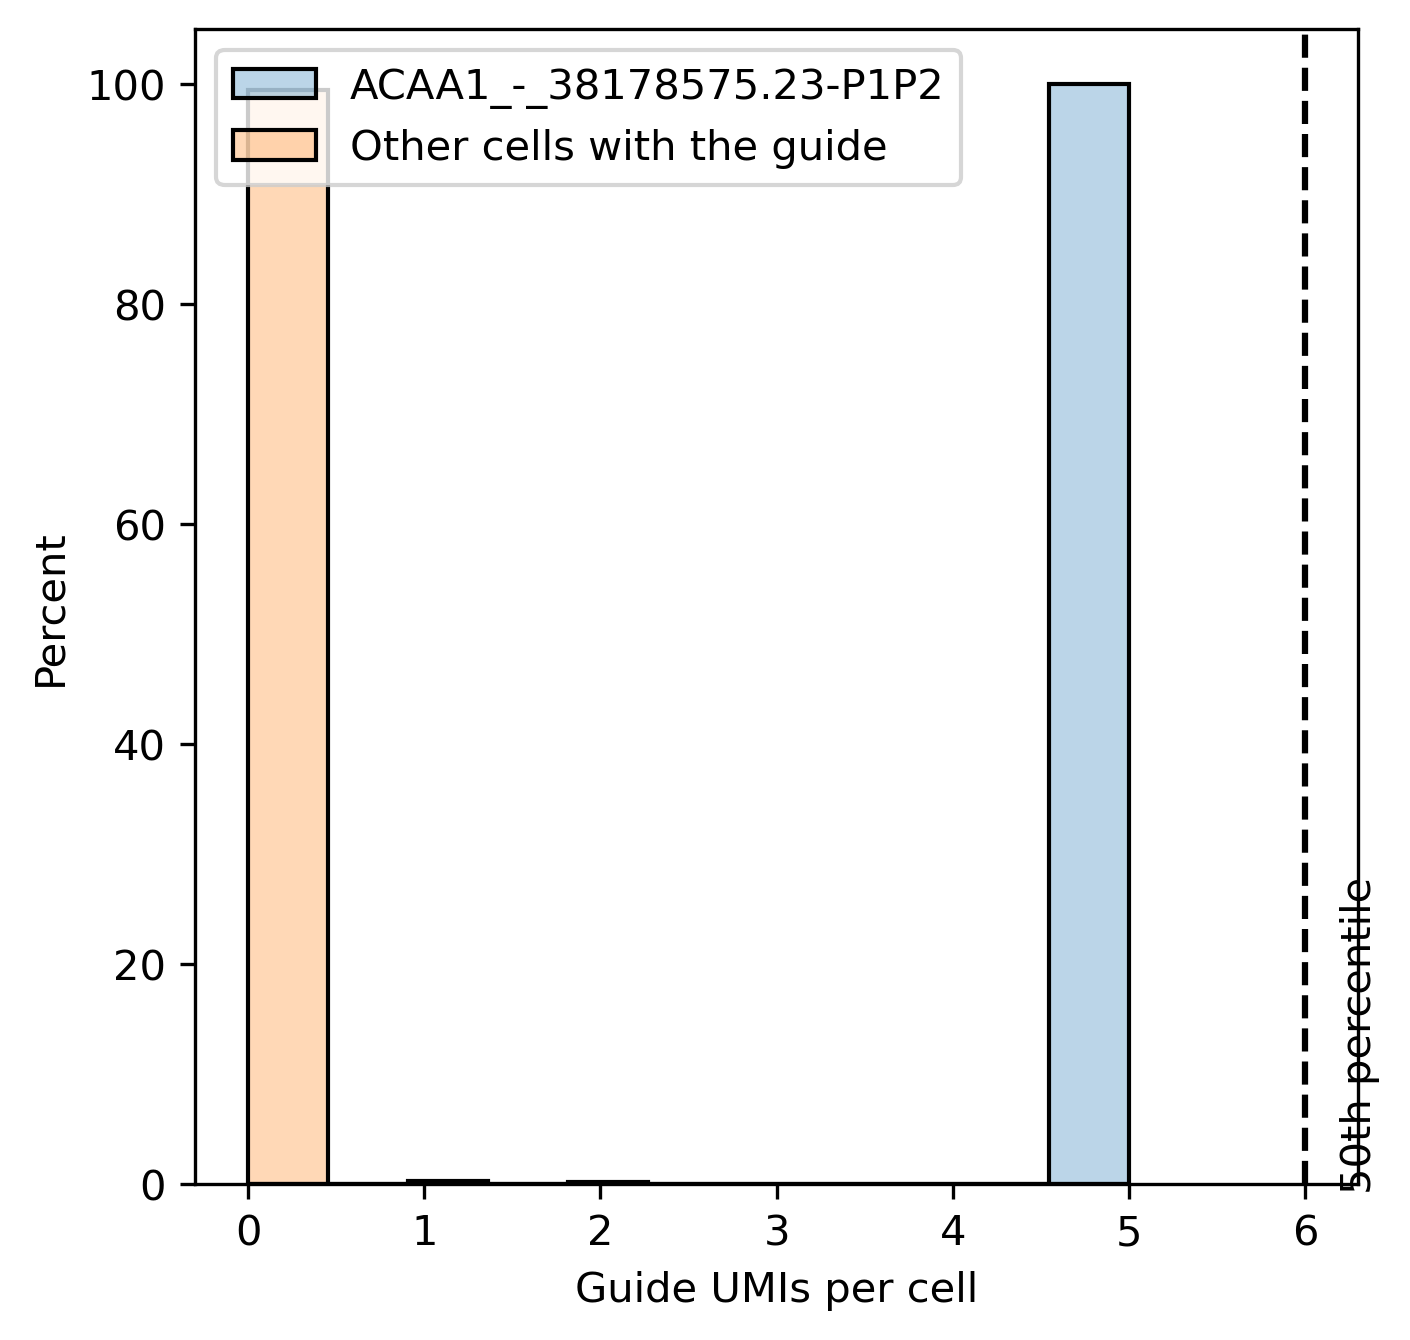 ACAA1_-_38178575.23-P1P2
Other cells with the guide
100
80
60
40
20
0
Percent
50th percentile
0 1 2 3 4 5 6
Guide UMIs per cell